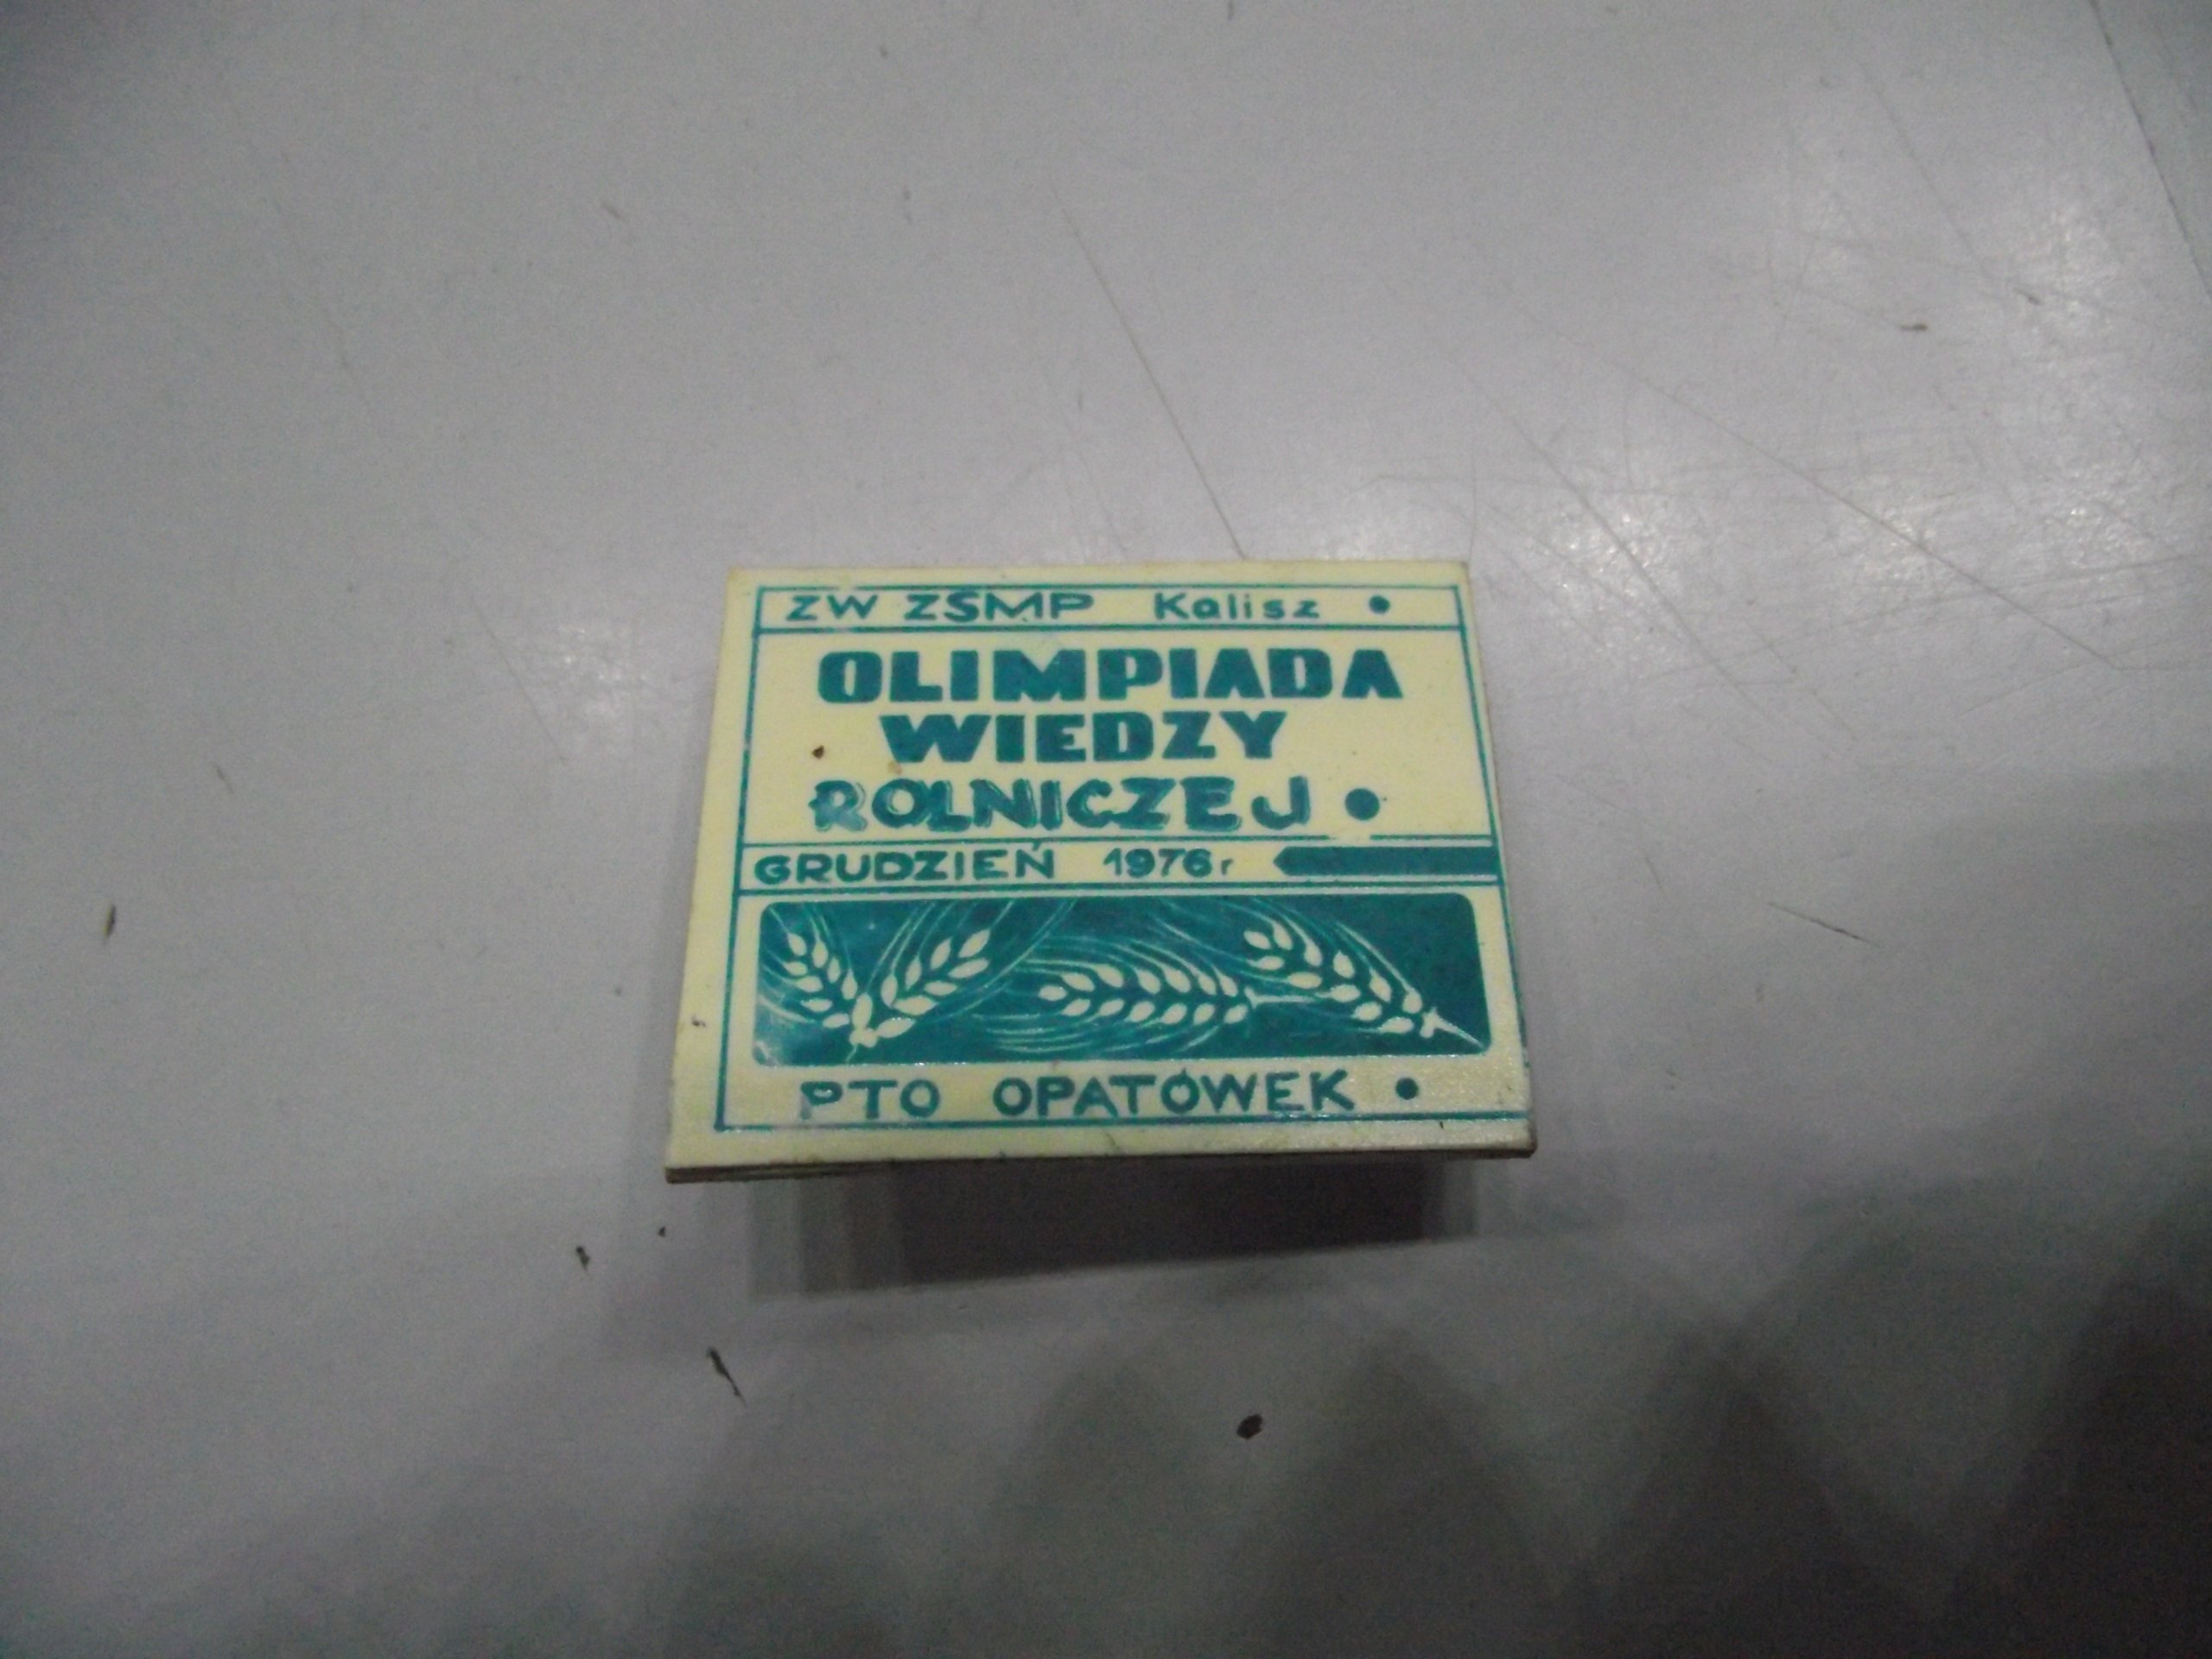 ZW ZSMP Kalisz •
OLIMPIADA
WIEDZY
ROLNICZEJ •
GRUDZIEŃ 1976r
PTO OPATÓWEK •